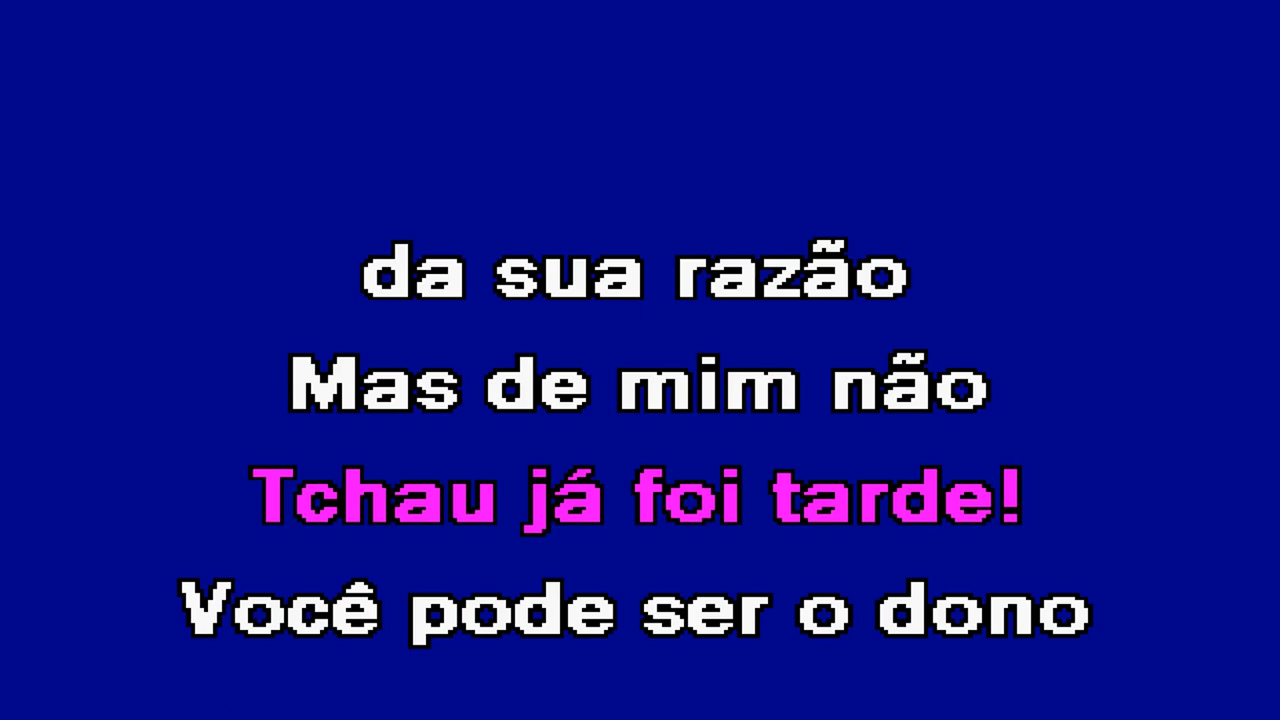 da sua razão
Mas de mim não
Tchau já foi tarde!
Você pode ser o dono